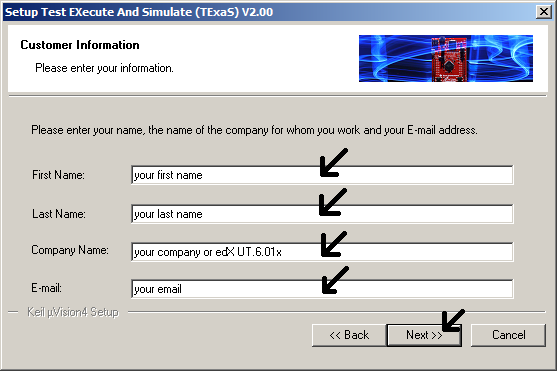 Setup Test EXecute And Simulate (TExaS) V2.00
Customer Information
Please enter your information.
Please enter your name, the name of the company for whom you work and your E-mail address.
First Name: your first name
Last Name: your last name
Company Name: your company or edX UT.6.01x
E-mail: your email
Keil µVision4 Setup
<< Back Next >> Cancel